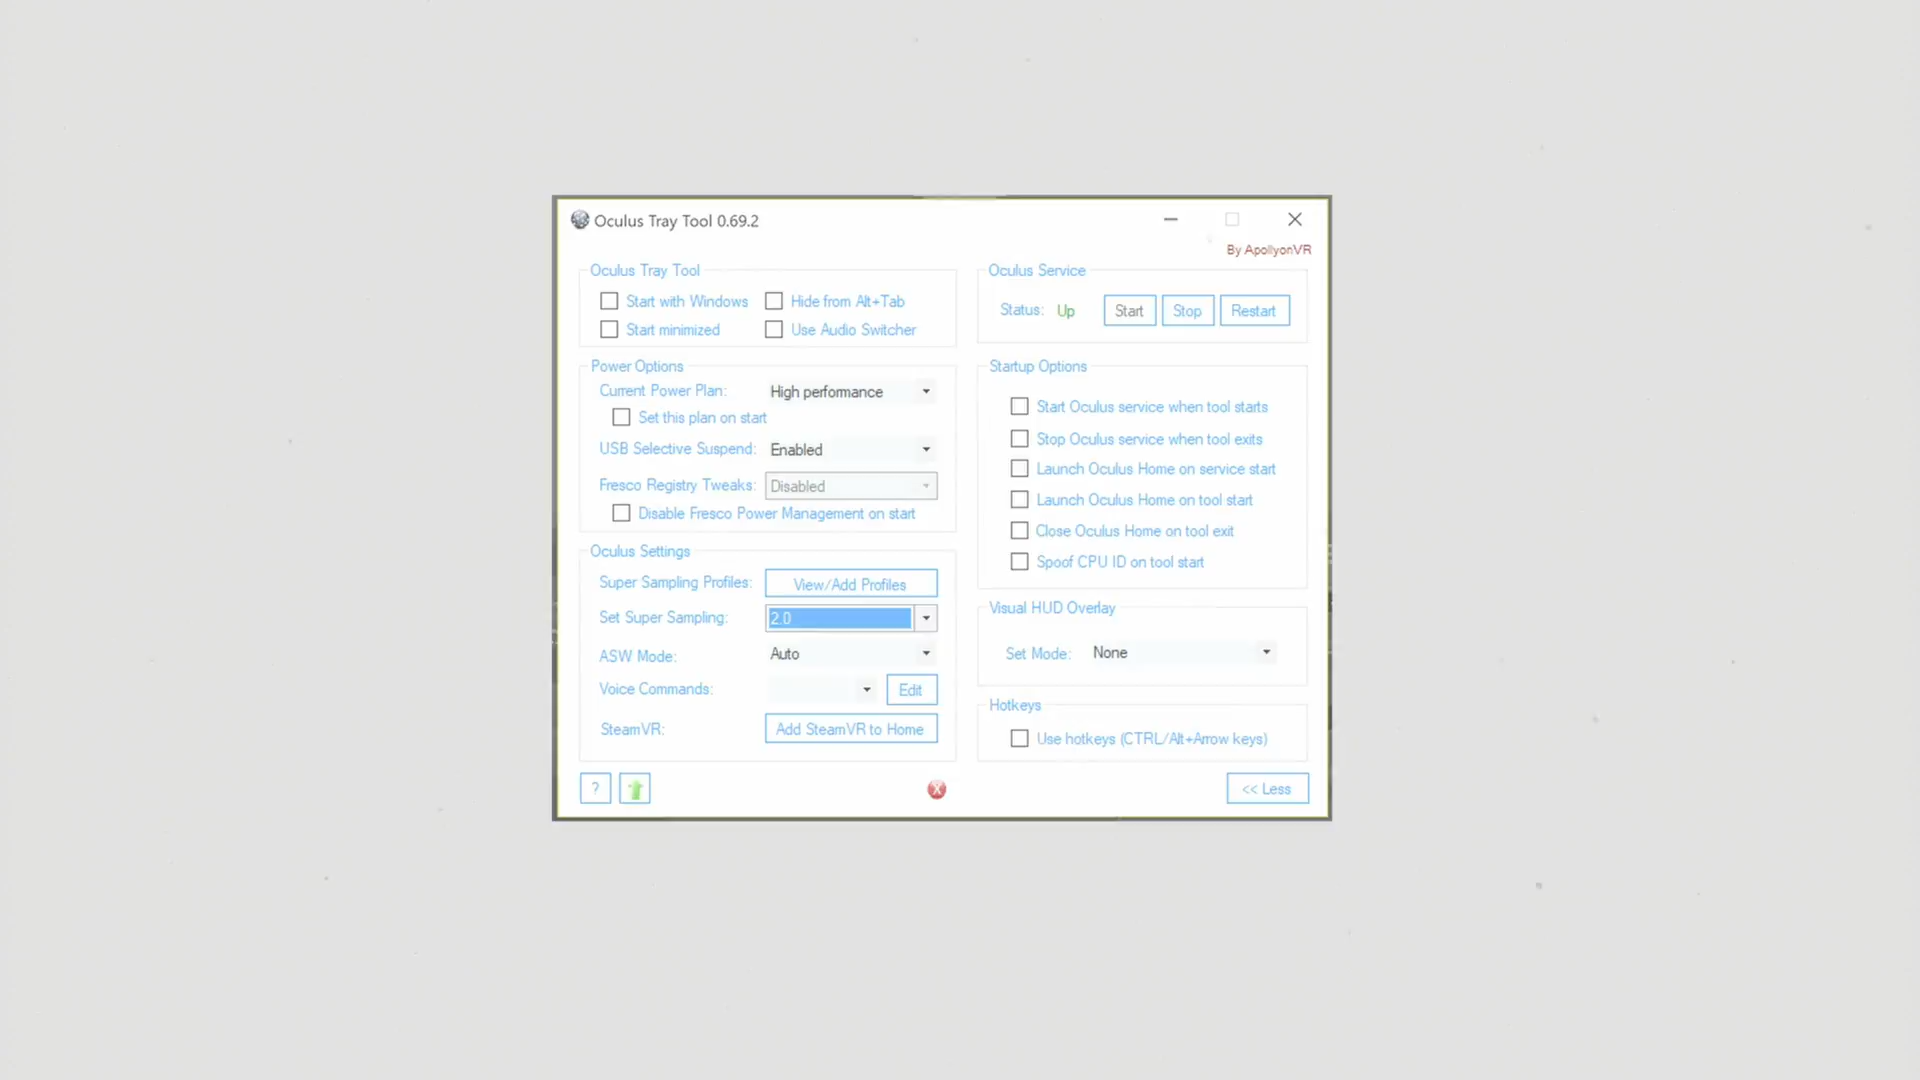 Oculus Tray Tool 0.69.2
By ApollyonVR
Oculus Tray Tool
Start with Windows
Hide from Alt+Tab
Start minimized
Use Audio Switcher
Power Options
Current Power Plan:
High performance
Set this plan on start
USB Selective Suspend:
Enabled
Fresco Registry Tweaks:
Disabled
Disable Fresco Power Management on start
Oculus Settings
Super Sampling Profiles:
View/Add Profiles
Set Super Sampling:
2.0
ASW Mode:
Auto
Voice Commands:
Edit
SteamVR:
Add SteamVR to Home
?
Oculus Service
Status:
Up
Start
Stop
Restart
Startup Options
Start Oculus service when tool starts
Stop Oculus service when tool exits
Launch Oculus Home on service start
Launch Oculus Home on tool start
Close Oculus Home on tool exit
Spoof CPU ID on tool start
Visual HUD Overlay
Set Mode:
None
Hotkeys
Use hotkeys (CTRL/Alt+Arrow keys)
<< Less